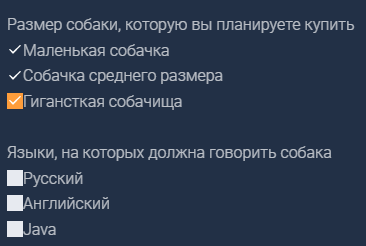 Размер собаки, которую вы планируете купить
Маленькая собачка
Собачка среднего размера
Гигансткая собачища
Языки, на которых должна говорить собака
Русский
Английский
Java